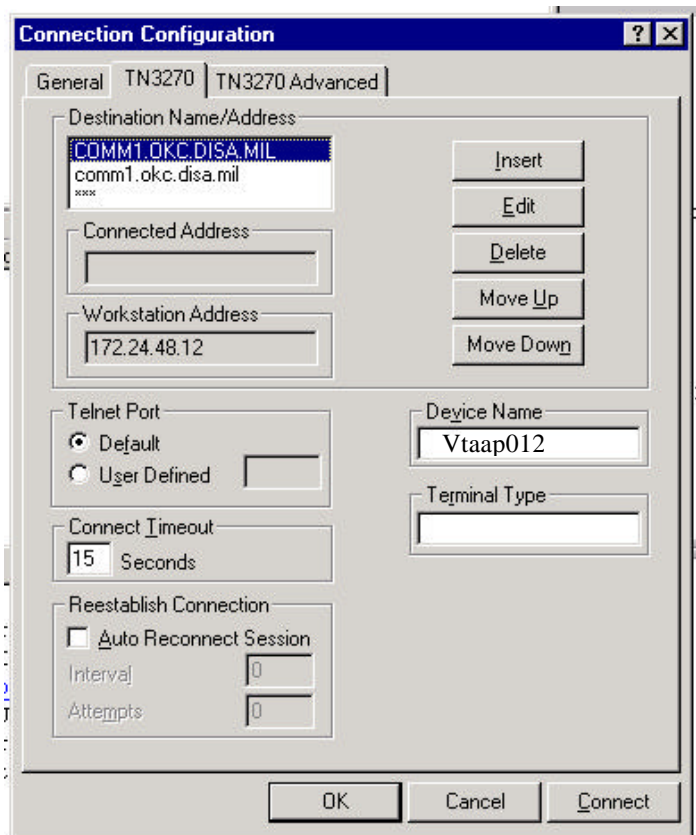 Connection Configuration
General TN3270 TN3270 Advanced
Destination Name/Address
COMM1.OKC.DISA.MIL
comm1.okc.disa.mil
***
Insert
Edit
Delete
Move Up
Move Down
Connected Address
Workstation Address
172.24.48.12
Telnet Port
Default
User Defined
Device Name
Vtaap012
Terminal Type
Connect Timeout
15 Seconds
Reestablish Connection
Auto Reconnect Session
Interval 0
Attempts 0
OK Cancel Connect